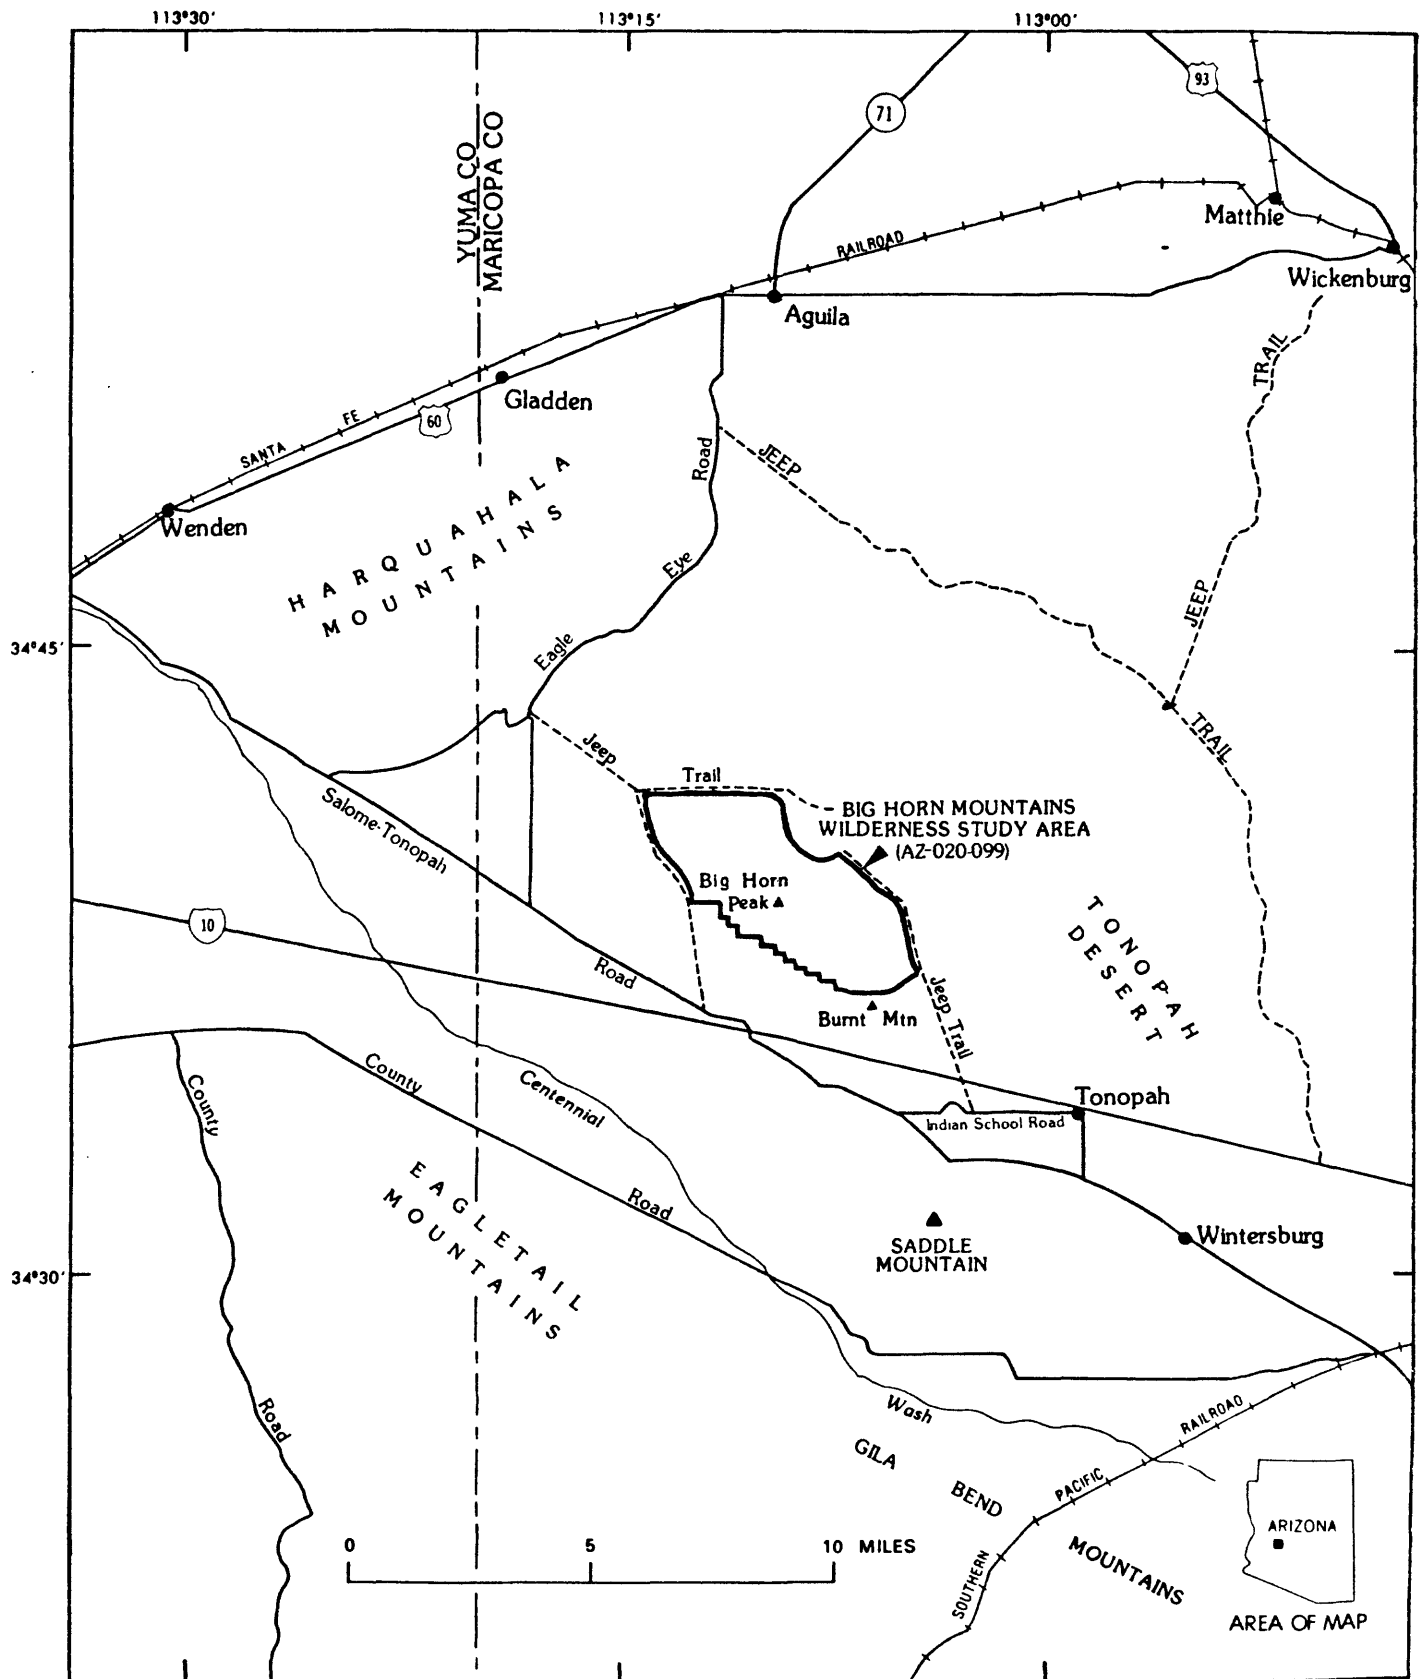 113°30'
113°15'
113°00'
93
71
YUMA CO
MARICOPA CO
Matthie
RAILROAD
Wickenburg
Aguila
TRAIL
Gladden
60
FE
SANTA
Road
JEEP
HARQUAHALA
MOUNTAINS
Wenden
Eye
JEEP
34°45'
Eagle
TRAIL
Jeep
Trail
Salome-Tonopah
BIG HORN MOUNTAINS
WILDERNESS STUDY AREA
(AZ-020-099)
Big Horn
Peak
TONOPAH
DESERT
10
Road
Jeep Trail
Burnt Mtn
County
County
Centennial
Tonopah
Indian School Road
EAGLETAIL
MOUNTAINS
Road
Wintersburg
SADDLE
MOUNTAIN
34°30'
Road
Wash
RAILROAD
GILA
BEND
MOUNTAINS
PACIFIC
SOUTHERN
0 5 10 MILES
ARIZONA
AREA OF MAP